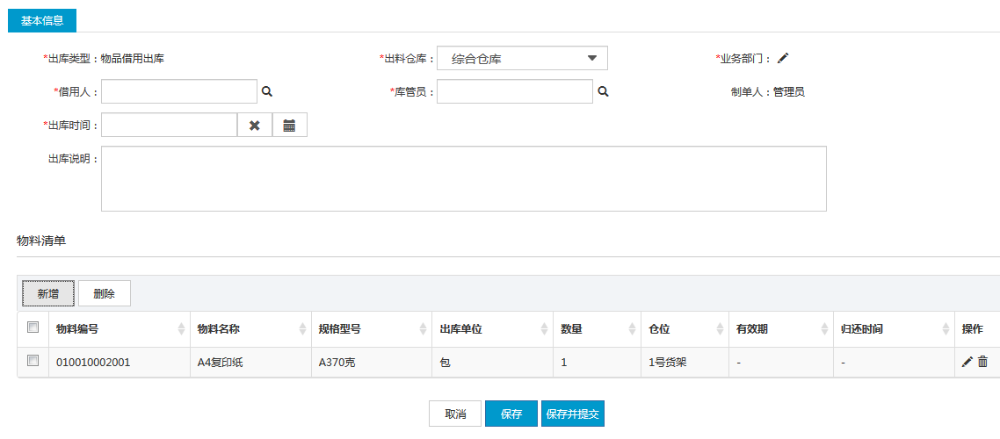 基本信息
*出库类型：物品借用出库 *出料仓库： 综合仓库 *业务部门：
*借用人： *库管员： 制单人：管理员
*出库时间：
出库说明：
物料清单
新增 删除
物料编号 物料名称 规格型号 出库单位 数量 仓位 有效期 归还时间 操作
010010002001 A4复印纸 A370克 包 1 1号货架 - -
取消 保存 保存并提交